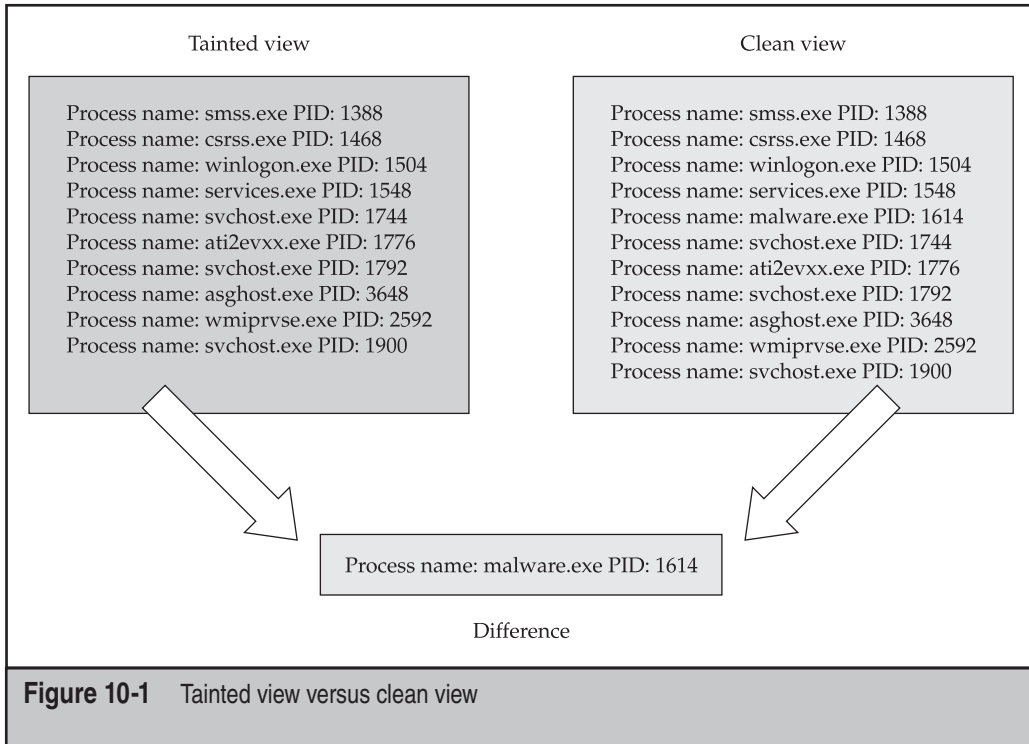 Tainted view
Process name: smss.exe PID: 1388
Process name: csrss.exe PID: 1468
Process name: winlogon.exe PID: 1504
Process name: services.exe PID: 1548
Process name: svchost.exe PID: 1744
Process name: ati2evxx.exe PID: 1776
Process name: svchost.exe PID: 1792
Process name: asghost.exe PID: 3648
Process name: wmiprvse.exe PID: 2592
Process name: svchost.exe PID: 1900
Clean view
Process name: smss.exe PID: 1388
Process name: csrss.exe PID: 1468
Process name: winlogon.exe PID: 1504
Process name: services.exe PID: 1548
Process name: malware.exe PID: 1614
Process name: svchost.exe PID: 1744
Process name: ati2evxx.exe PID: 1776
Process name: svchost.exe PID: 1792
Process name: asghost.exe PID: 3648
Process name: wmiprvse.exe PID: 2592
Process name: svchost.exe PID: 1900
Process name: malware.exe PID: 1614
Difference
Figure 10-1 Tainted view versus clean view